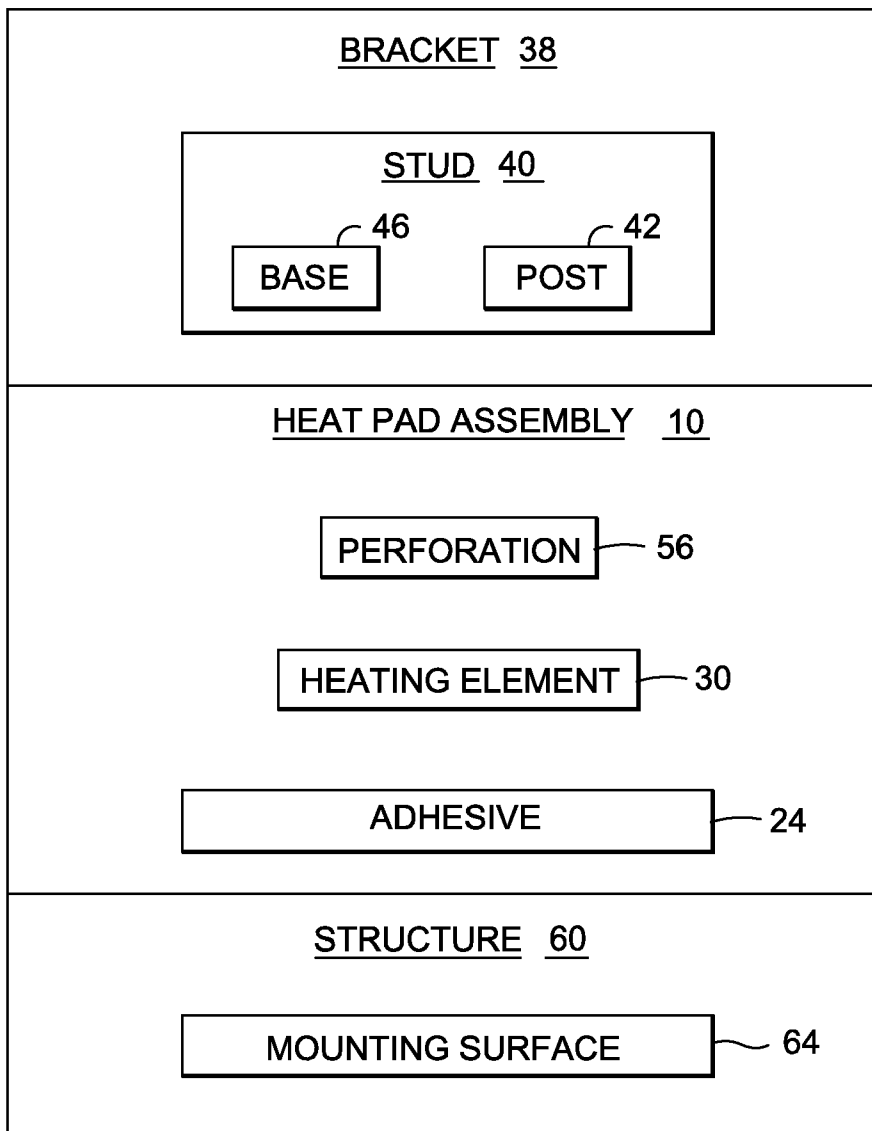 BRACKET 38
STUD 40
46 42
BASE POST
HEAT PAD ASSEMBLY 10
PERFORATION 56
HEATING ELEMENT 30
ADHESIVE 24
STRUCTURE 60
MOUNTING SURFACE 64